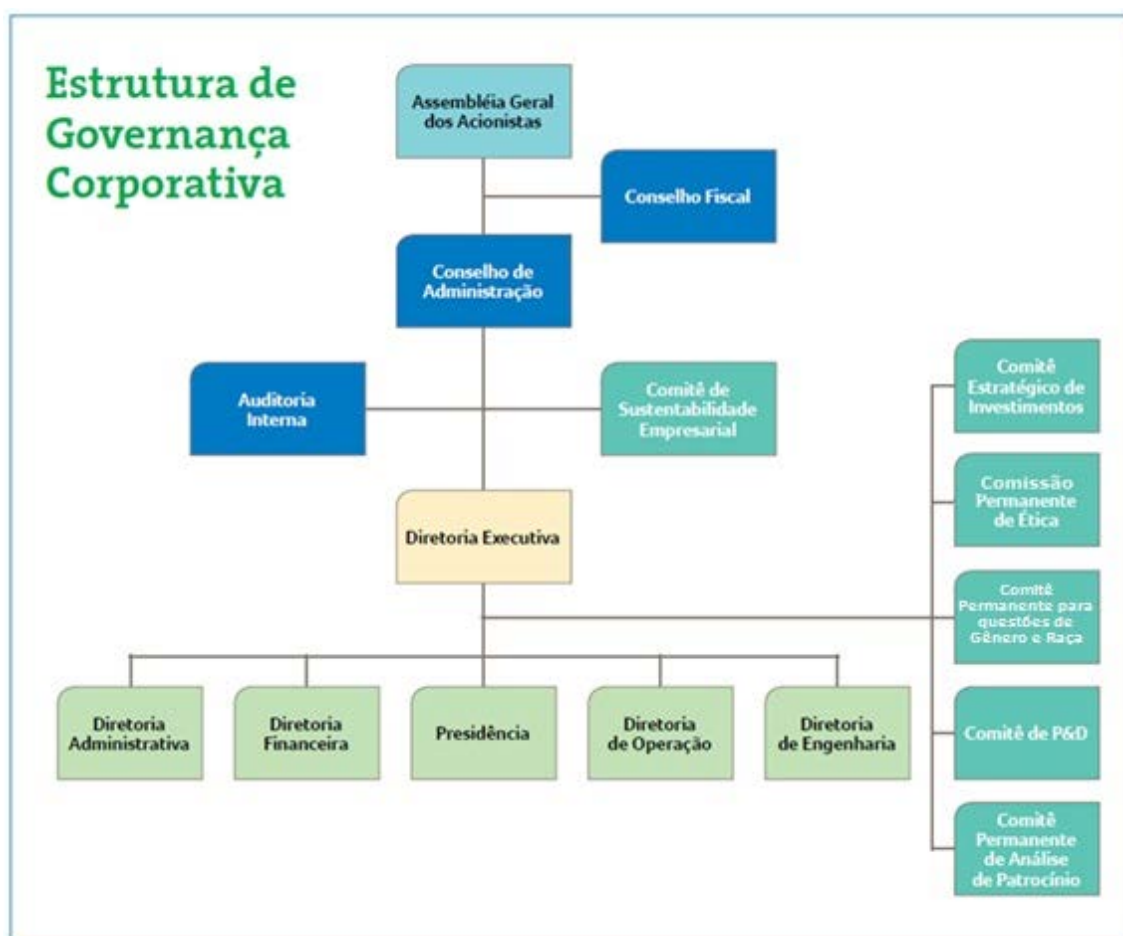 Estrutura de
Governança
Corporativa
Assembléia Geral
dos Acionistas
Conselho Fiscal
Conselho de
Administração
Auditoria
Interna
Comitê de
Sustentabilidade
Empresarial
Comitê
Estratégico de
Investimentos
Comissão
Permanente
de Ética
Diretoria Executiva
Comitê
Permanente para
questões de
Gênero e Raça
Diretoria
Administrativa
Diretoria
Financeira
Presidência
Diretoria
de Operação
Diretoria
de Engenharia
Comitê de P&D
Comitê
Permanente
de Análise
de Patrocínio